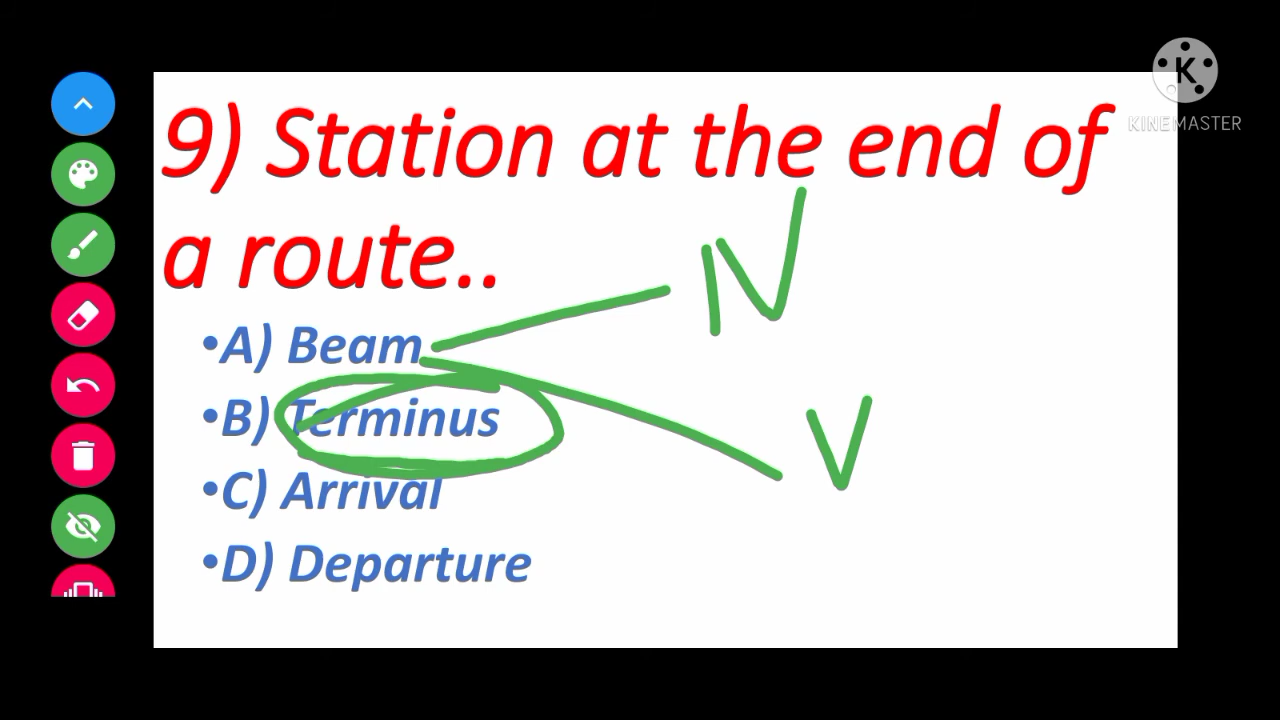 9) Station at the end of
a route..
•A) Beam
•B) Terminus
•C) Arrival
•D) Departure
N
V
K
KINEMASTER